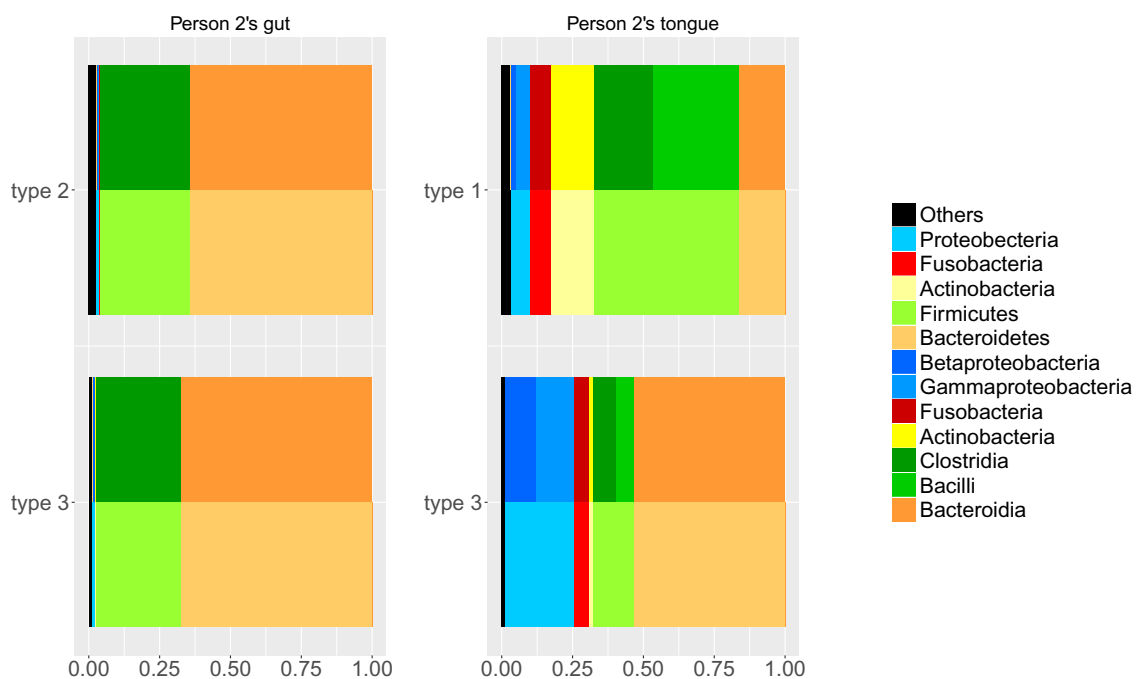 Person 2's gut
Person 2's tongue
type 2
type 3
type 1
type 3
0.00 0.25 0.50 0.75 1.00
0.00 0.25 0.50 0.75 1.00
Others
Proteobecteria
Fusobacteria
Actinobacteria
Firmicutes
Bacteroidetes
Betaproteobacteria
Gammaproteobacteria
Fusobacteria
Actinobacteria
Clostridia
Bacilli
Bacteroidia